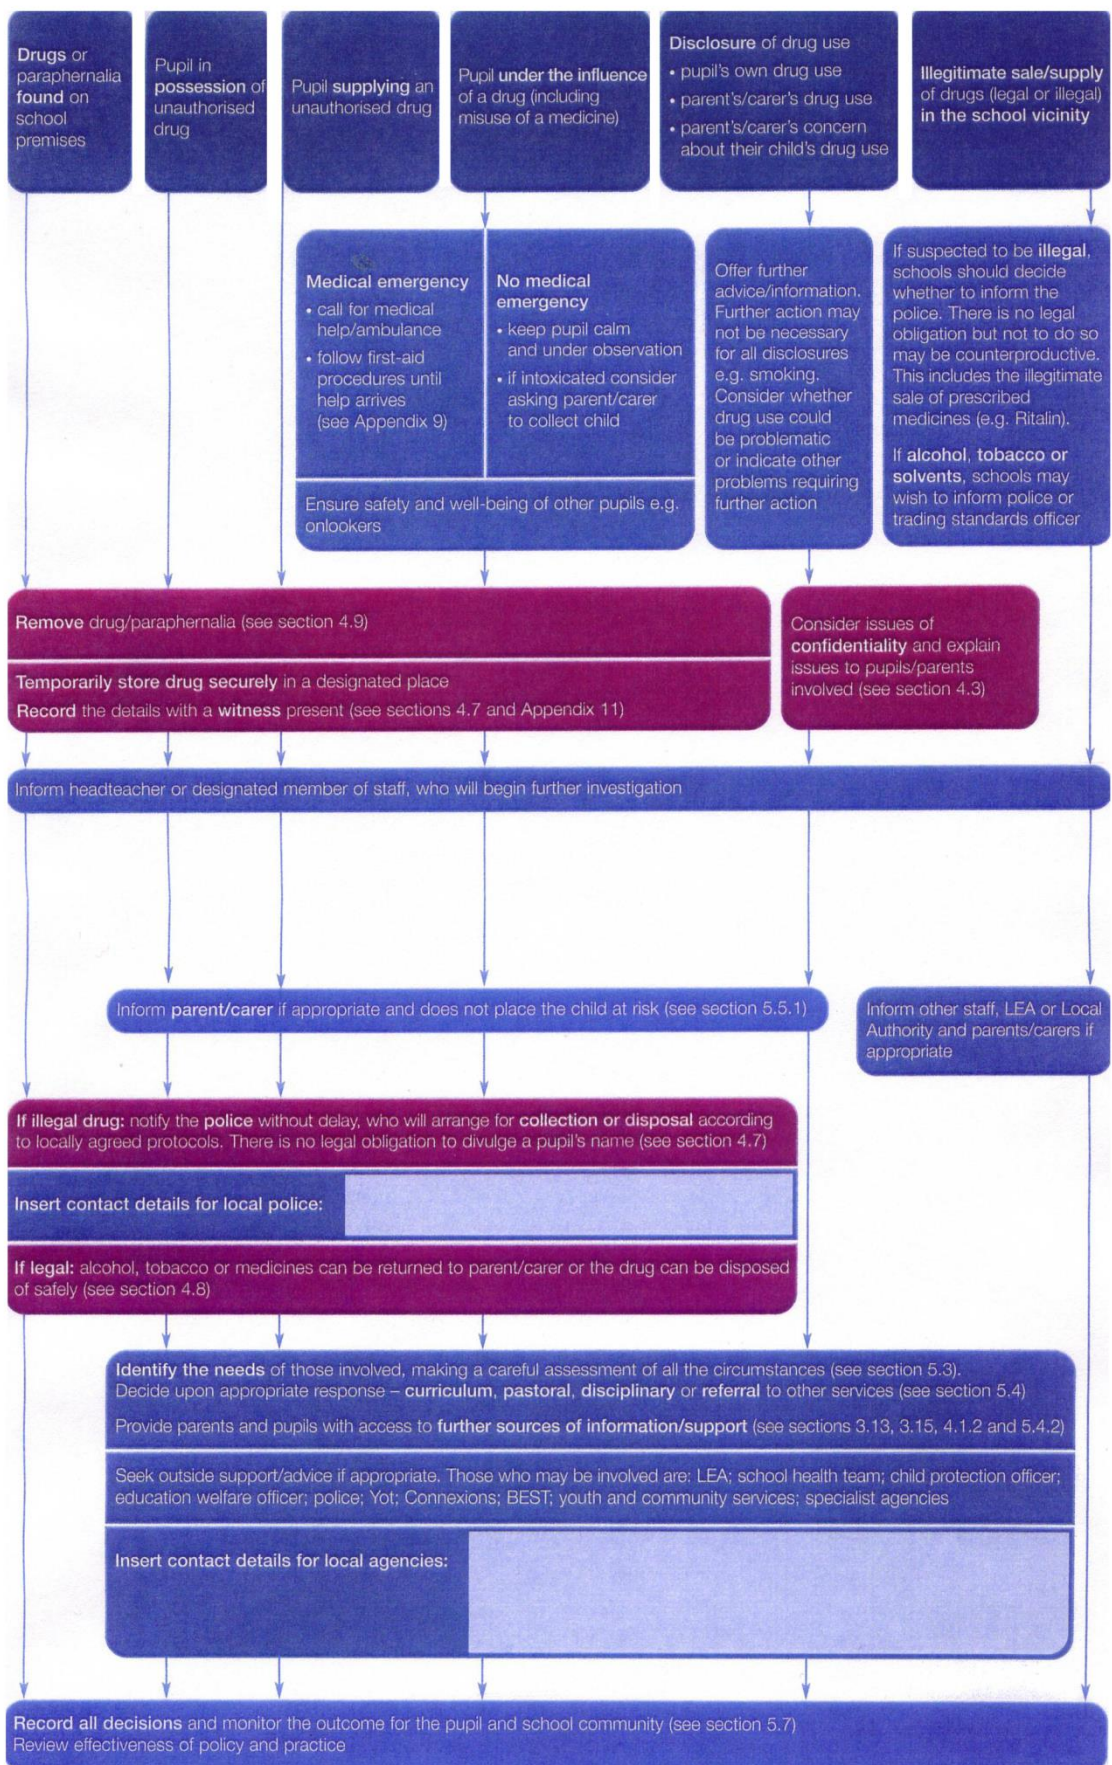 Drugs or
paraphernalia
found on
school
premises
Pupil in
possession of
unauthorised
drug
Pupil supplying an
unauthorised drug
Pupil under the influence
of a drug (including
misuse of a medicine)
Disclosure of drug use
• pupil's own drug use
• parent's/carer's drug use
• parent's/carer's concern
about their child's drug use
Illegitimate sale/supply
of drugs (legal or illegal)
in the school vicinity
Medical emergency
• call for medical
help/ambulance
• follow first-aid
procedures until
help arrives
(see Appendix 9)
No medical
emergency
• keep pupil calm
and under observation
• if intoxicated consider
asking parent/carer
to collect child
Ensure safety and well-being of other pupils e.g.
onlookers
Offer further
advice/information.
Further action may
not be necessary
for all disclosures
e.g. smoking.
Consider whether
drug use could
be problematic
or indicate other
problems requiring
further action
If suspected to be illegal,
schools should decide
whether to inform the
police. There is no legal
obligation but not to do so
may be counterproductive.
This includes the illegitimate
sale of prescribed
medicines (e.g. Ritalin).
If alcohol, tobacco or
solvents, schools may
wish to inform police or
trading standards officer
Remove drug/paraphernalia (see section 4.9)
Temporarily store drug securely in a designated place
Record the details with a witness present (see sections 4.7 and Appendix 11)
Consider issues of
confidentiality and explain
issues to pupils/parents
involved (see section 4.3)
Inform headteacher or designated member of staff, who will begin further investigation
Inform parent/carer if appropriate and does not place the child at risk (see section 5.5.1)
Inform other staff, LEA or Local
Authority and parents/carers if
appropriate
If illegal drug: notify the police without delay, who will arrange for collection or disposal according
to locally agreed protocols. There is no legal obligation to divulge a pupil's name (see section 4.7)
Insert contact details for local police:
If legal: alcohol, tobacco or medicines can be returned to parent/carer or the drug can be disposed
of safely (see section 4.8)
Identify the needs of those involved, making a careful assessment of all the circumstances (see section 5.3).
Decide upon appropriate response – curriculum, pastoral, disciplinary or referral to other services (see section 5.4)
Provide parents and pupils with access to further sources of information/support (see sections 3.13, 3.15, 4.1.2 and 5.4.2)
Seek outside support/advice if appropriate. Those who may be involved are: LEA; school health team; child protection officer;
education welfare officer; police; Yot; Connexions; BEST; youth and community services; specialist agencies
Insert contact details for local agencies:
Record all decisions and monitor the outcome for the pupil and school community (see section 5.7)
Review effectiveness of policy and practice